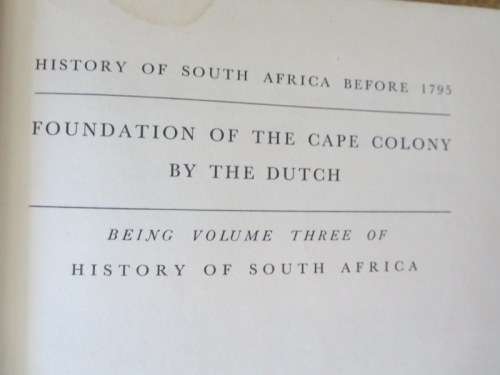 HISTORY OF SOUTH AFRICA BEFORE 1795
FOUNDATION OF THE CAPE COLONY
BY THE DUTCH
BEING VOLUME THREE OF
HISTORY OF SOUTH AFRICA